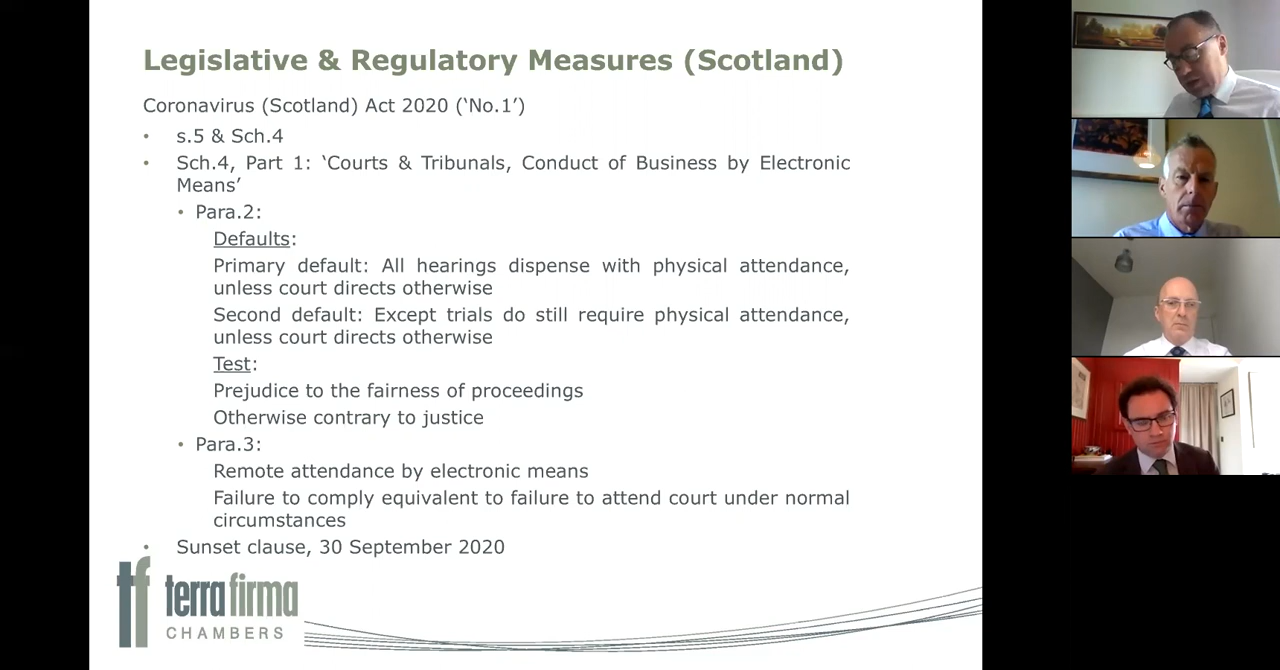 Legislative & Regulatory Measures (Scotland)
Coronavirus (Scotland) Act 2020 (‘No.1’)
• s.5 & Sch.4
• Sch.4, Part 1: ‘Courts & Tribunals, Conduct of Business by Electronic
Means’
• Para.2:
Defaults:
Primary default: All hearings dispense with physical attendance,
unless court directs otherwise
Second default: Except trials do still require physical attendance,
unless court directs otherwise
Test:
Prejudice to the fairness of proceedings
Otherwise contrary to justice
• Para.3:
Remote attendance by electronic means
Failure to comply equivalent to failure to attend court under normal
circumstances
• Sunset clause, 30 September 2020
tf terra firma
CHAMBERS